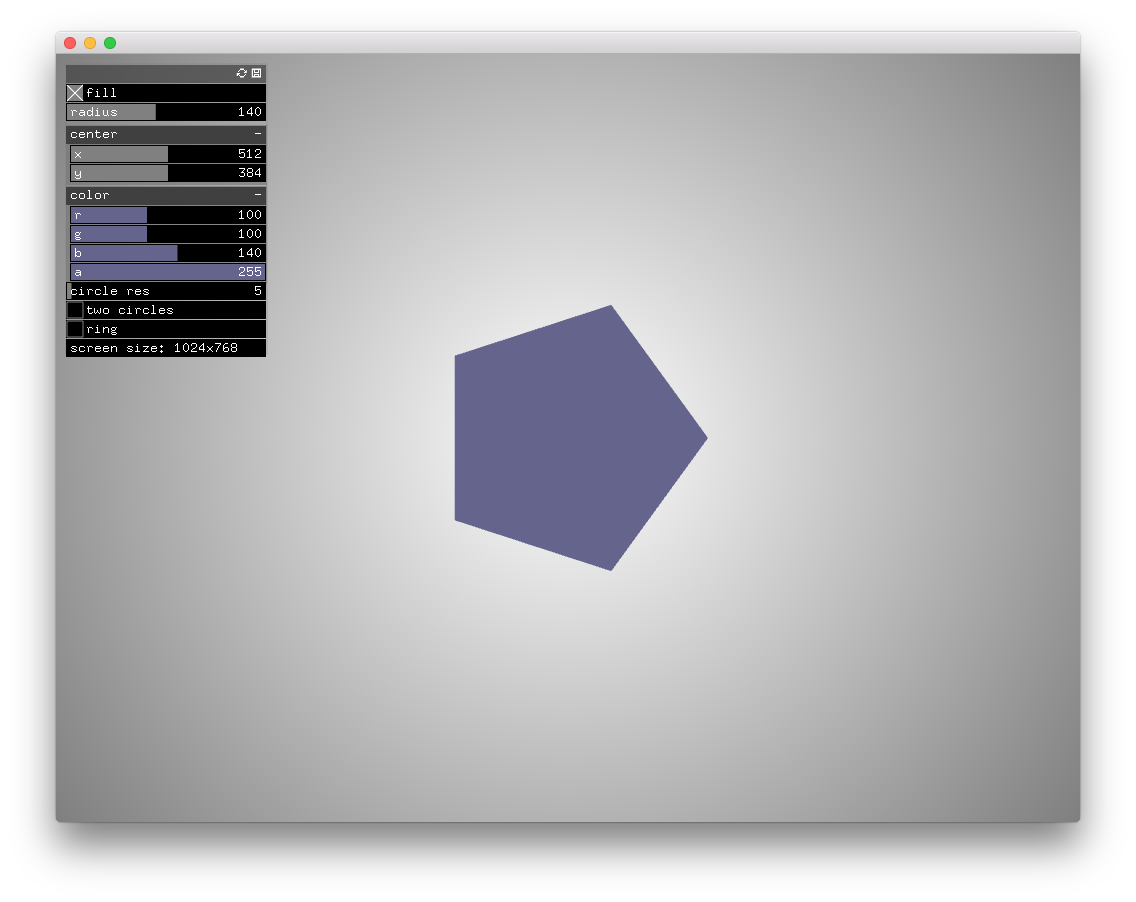 fill
radius 140
center -
x 512
y 384
color -
r 100
g 100
b 140
a 255
circle res 5
two circles
ring
screen size: 1024x768